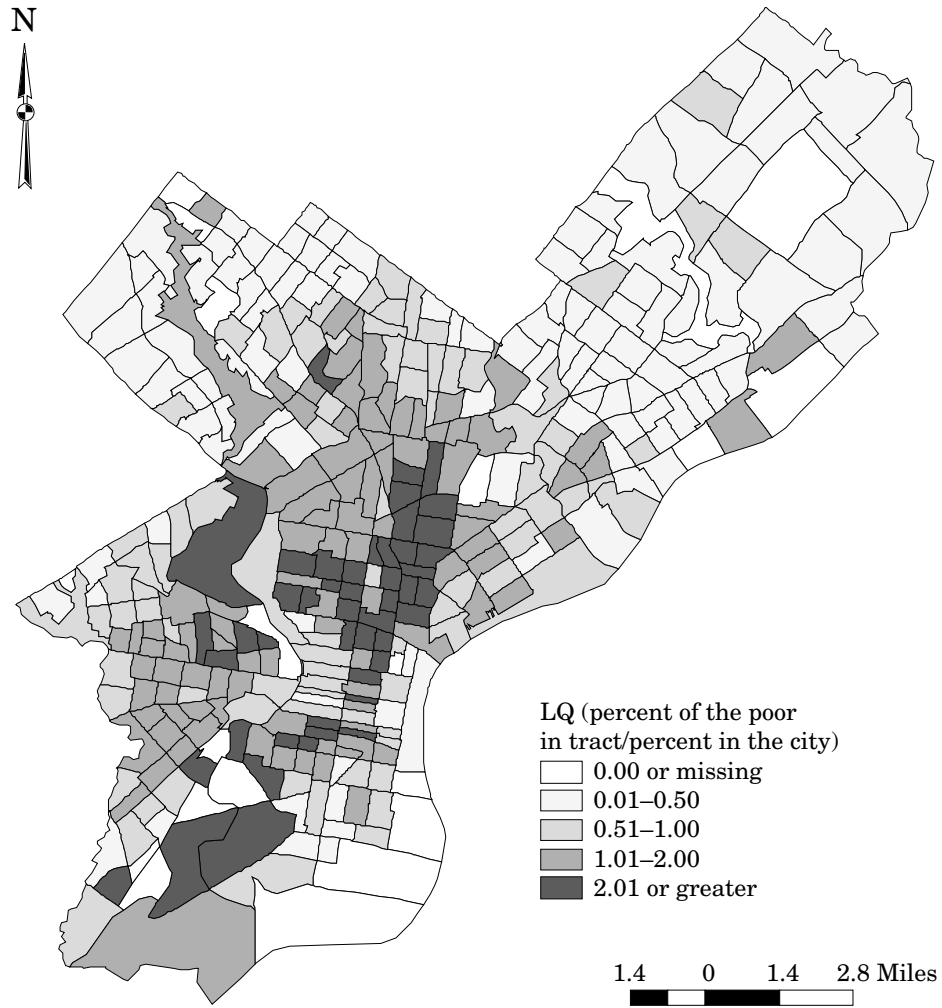 N
LQ (percent of the poor
in tract/percent in the city)
0.00 or missing
0.01–0.50
0.51–1.00
1.01–2.00
2.01 or greater
1.4 0 1.4 2.8 Miles